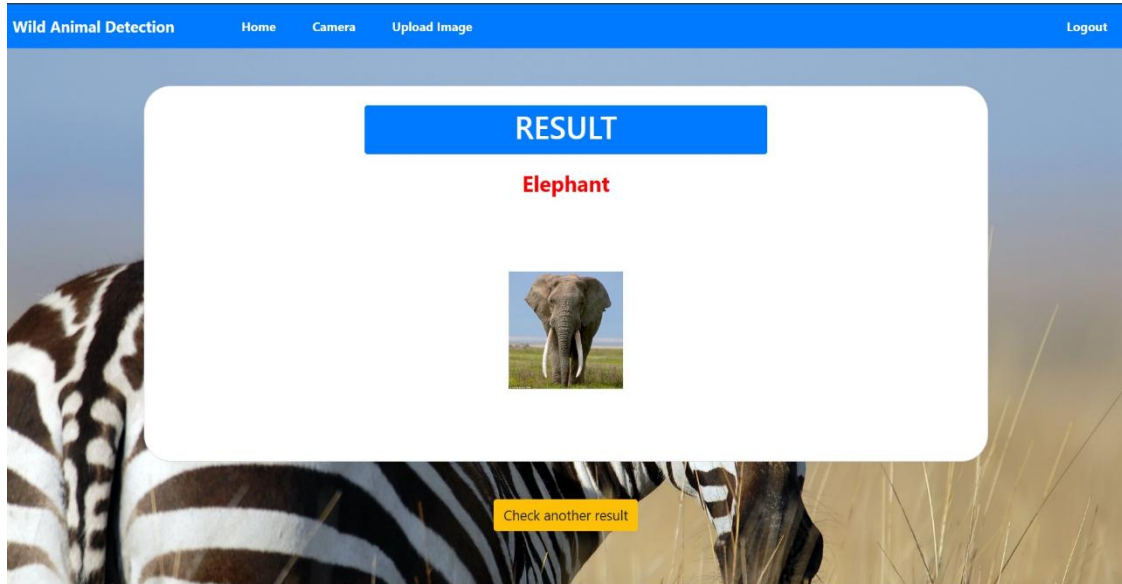 Wild Animal Detection Home Camera Upload Image Logout
RESULT
Elephant
Check another result